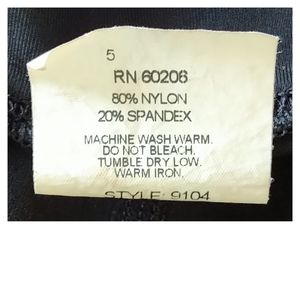 5
RN 60206
80% NYLON
20% SPANDEX
MACHINE WASH WARM.
DO NOT BLEACH.
TUMBLE DRY LOW.
WARM IRON.
STYLE: 9104